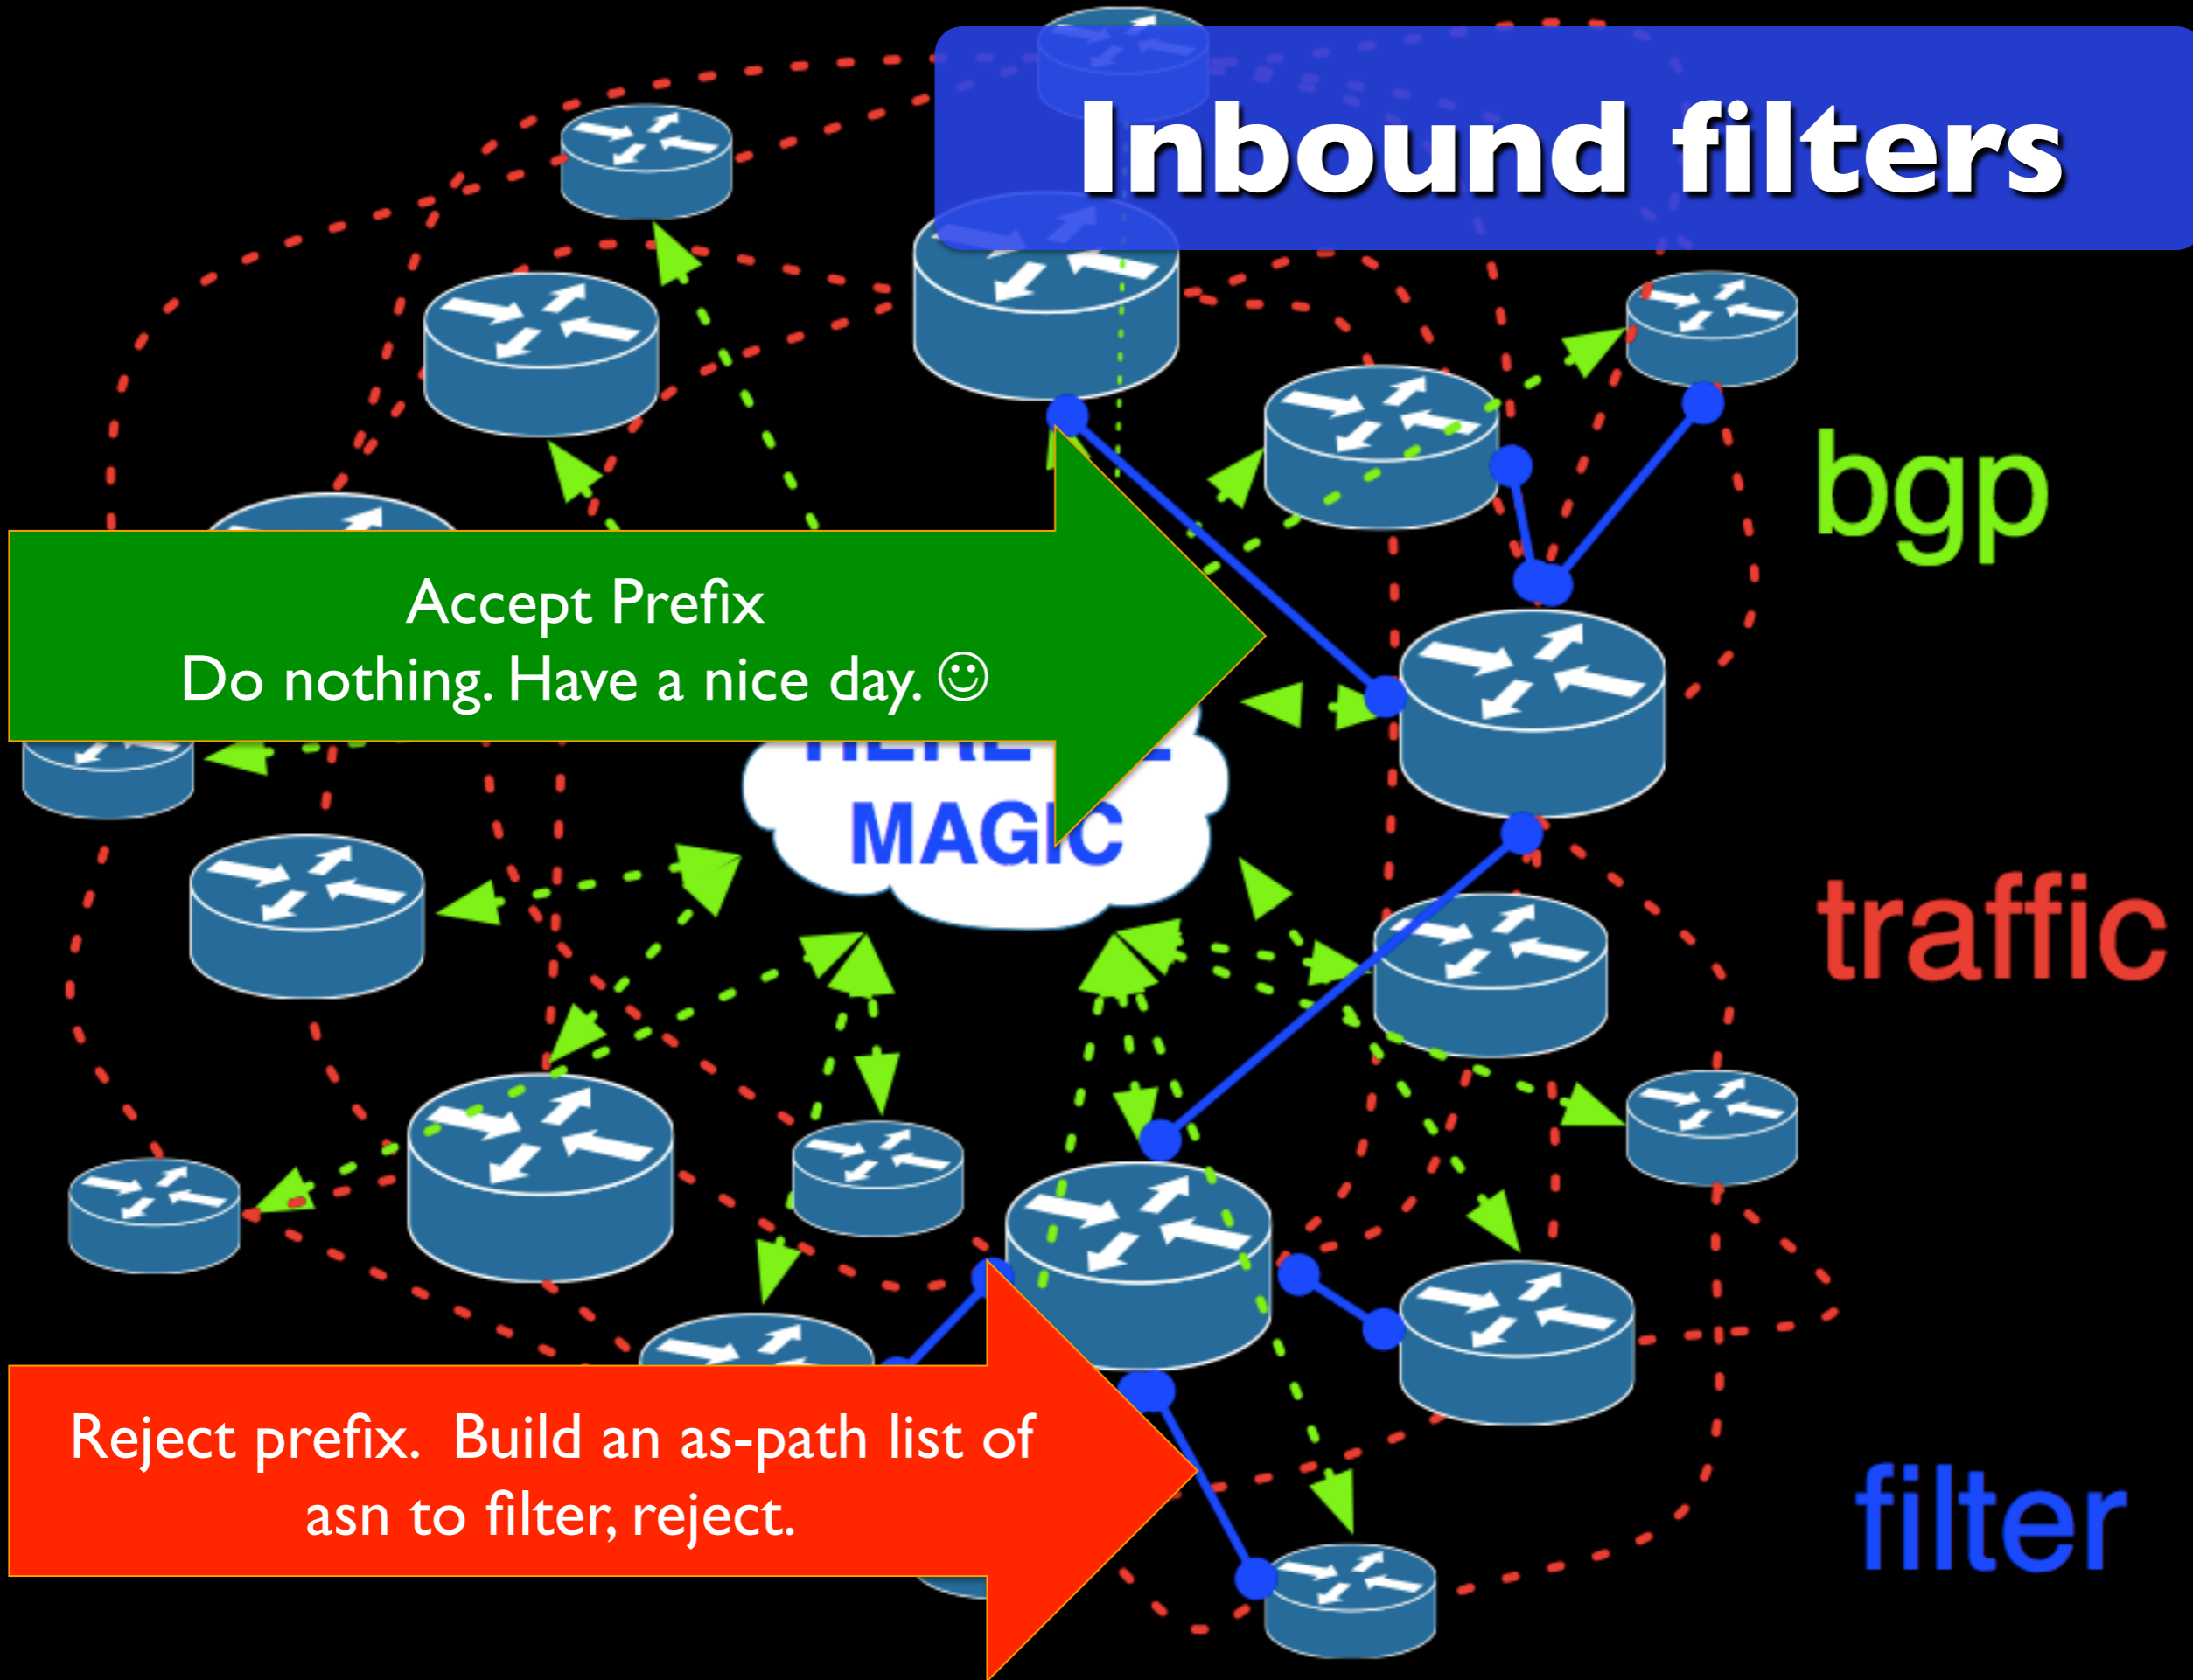 Inbound filters
bgp
Accept Prefix
Do nothing. Have a nice day. ☺
MAGIC
traffic
Reject prefix.  Build an as-path list of
asn to filter, reject.
filter